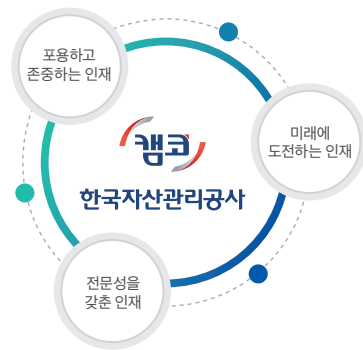 포용하고
존중하는 인재
미래에
도전하는 인재
캠코
한국자산관리공사
전문성을
갖춘 인재